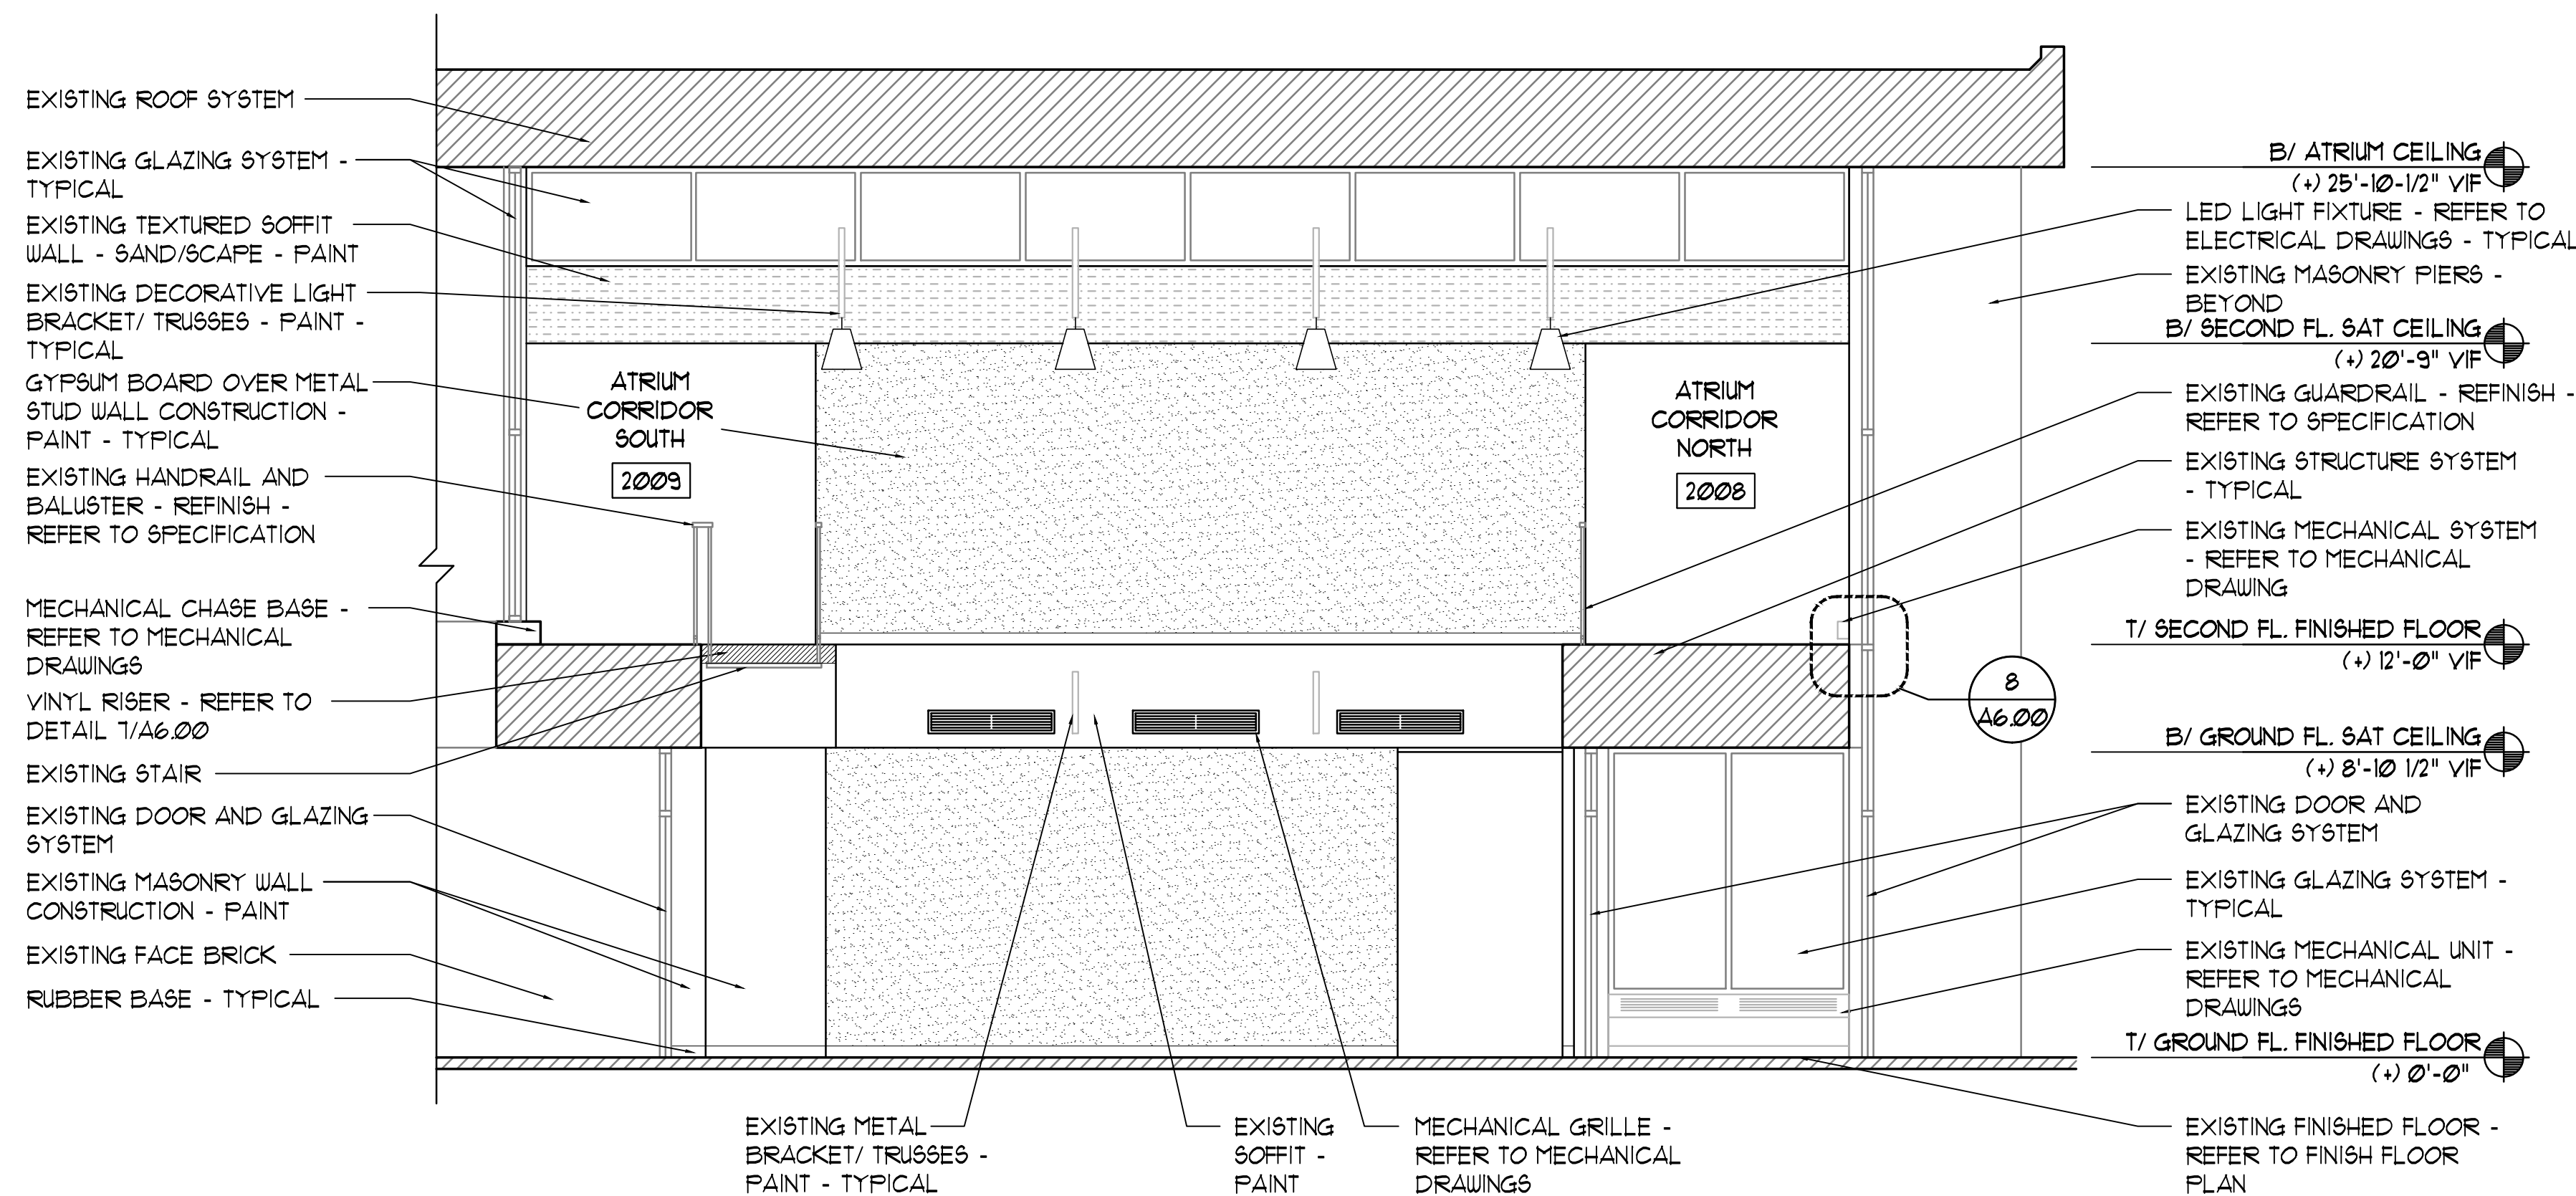 EXISTING ROOF SYSTEM
EXISTING GLAZING SYSTEM -
TYPICAL
EXISTING TEXTURED SOFFIT
WALL - SAND/SCAPE - PAINT
EXISTING DECORATIVE LIGHT
BRACKET/ TRUSSES - PAINT -
TYPICAL
GYPSUM BOARD OVER METAL
STUD WALL CONSTRUCTION -
PAINT - TYPICAL
EXISTING HANDRAIL AND
BALUSTER - REFINISH -
REFER TO SPECIFICATION
MECHANICAL CHASE BASE -
REFER TO MECHANICAL
DRAWINGS
VINYL RISER - REFER TO
DETAIL 7/A6.00
EXISTING STAIR
EXISTING DOOR AND GLAZING
SYSTEM
EXISTING MASONRY WALL
CONSTRUCTION - PAINT
EXISTING FACE BRICK
RUBBER BASE - TYPICAL
ATRIUM
CORRIDOR
SOUTH
2009
ATRIUM
CORRIDOR
NORTH
2008
8
A6.00
B/ ATRIUM CEILING
(+) 25'-10-1/2" VIF
LED LIGHT FIXTURE - REFER TO
ELECTRICAL DRAWINGS - TYPICAL
EXISTING MASONRY PIERS -
BEYOND
B/ SECOND FL. SAT CEILING
(+) 20'-9" VIF
EXISTING GUARDRAIL - REFINISH -
REFER TO SPECIFICATION
EXISTING STRUCTURE SYSTEM
- TYPICAL
EXISTING MECHANICAL SYSTEM
- REFER TO MECHANICAL
DRAWING
T/ SECOND FL. FINISHED FLOOR
(+) 12'-0" VIF
B/ GROUND FL. SAT CEILING
(+) 8'-10 1/2" VIF
EXISTING DOOR AND
GLAZING SYSTEM
EXISTING GLAZING SYSTEM -
TYPICAL
EXISTING MECHANICAL UNIT -
REFER TO MECHANICAL
DRAWINGS
T/ GROUND FL. FINISHED FLOOR
(+) 0'-0"
EXISTING METAL
BRACKET/ TRUSSES -
PAINT - TYPICAL
EXISTING
SOFFIT -
PAINT
MECHANICAL GRILLE -
REFER TO MECHANICAL
DRAWINGS
EXISTING FINISHED FLOOR -
REFER TO FINISH FLOOR
PLAN